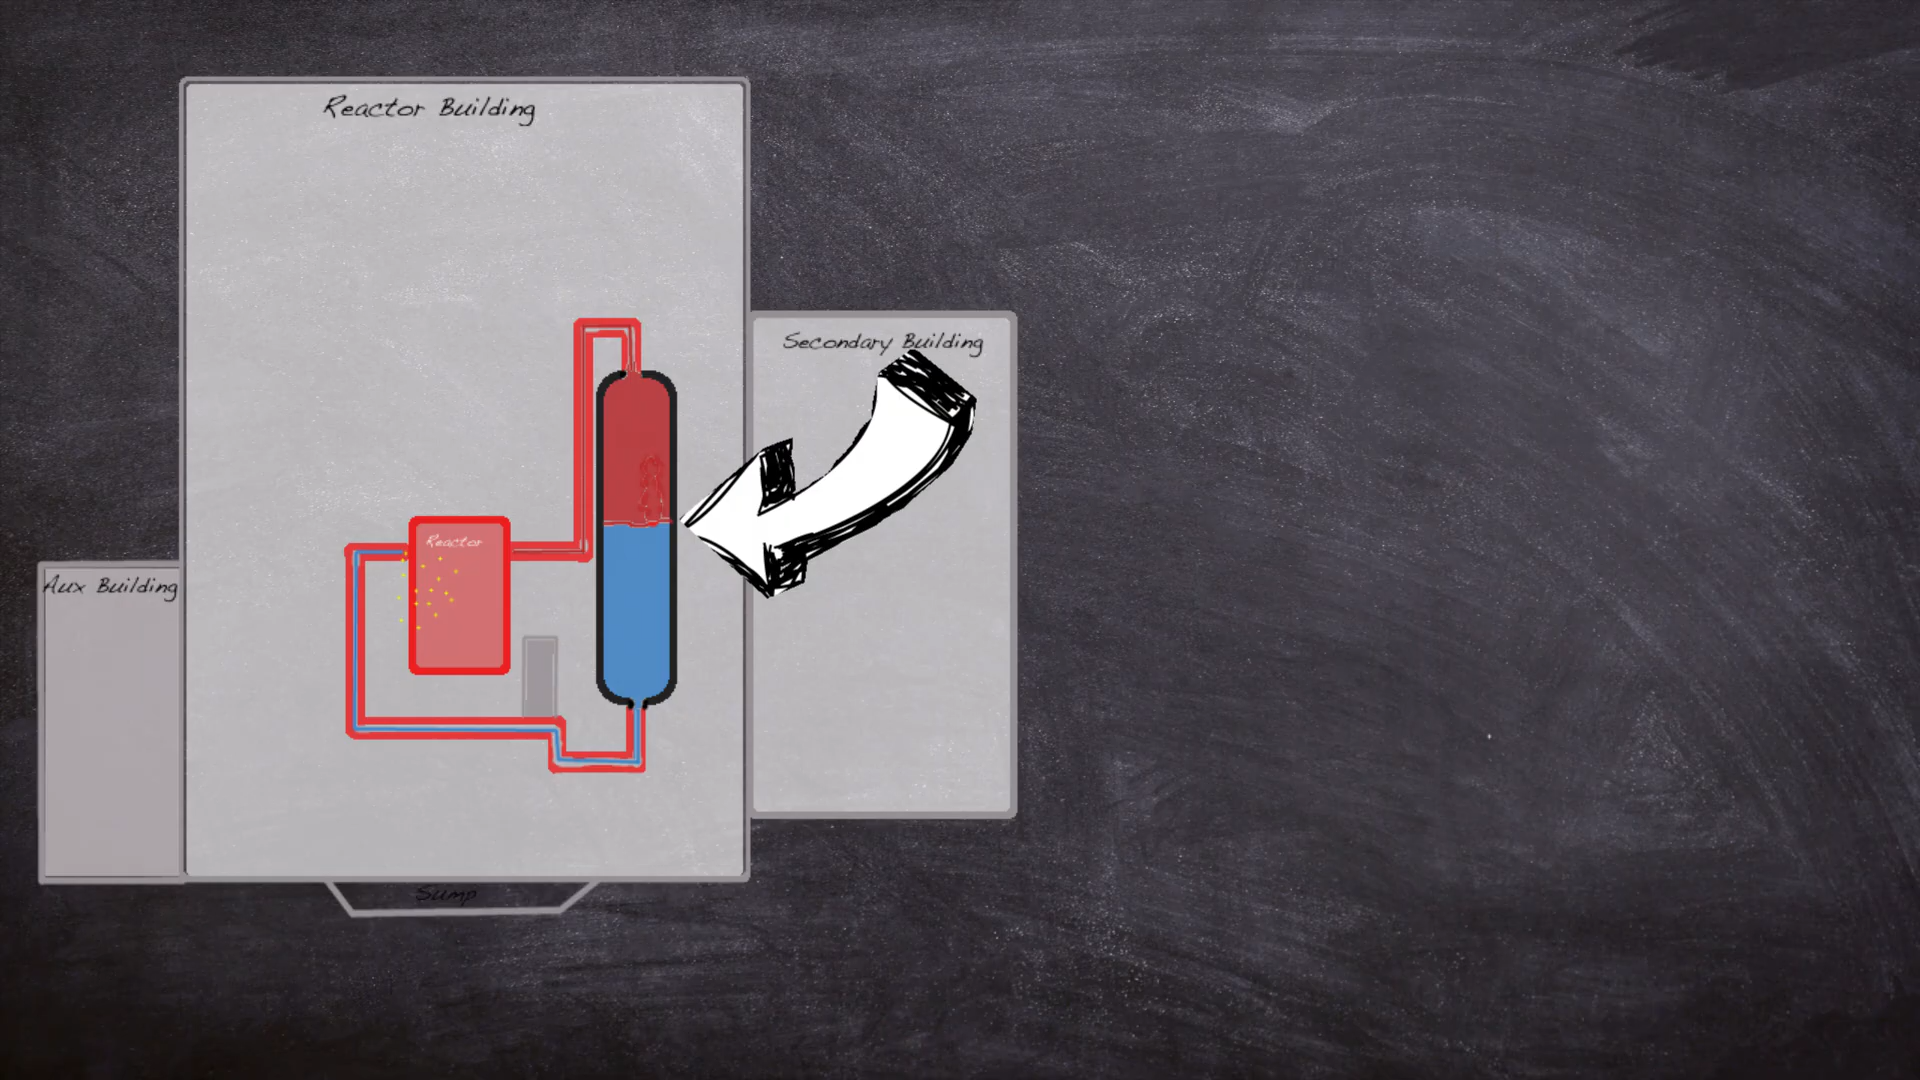 Reactor Building
Secondary Building
Reactor
Aux Building
Sump